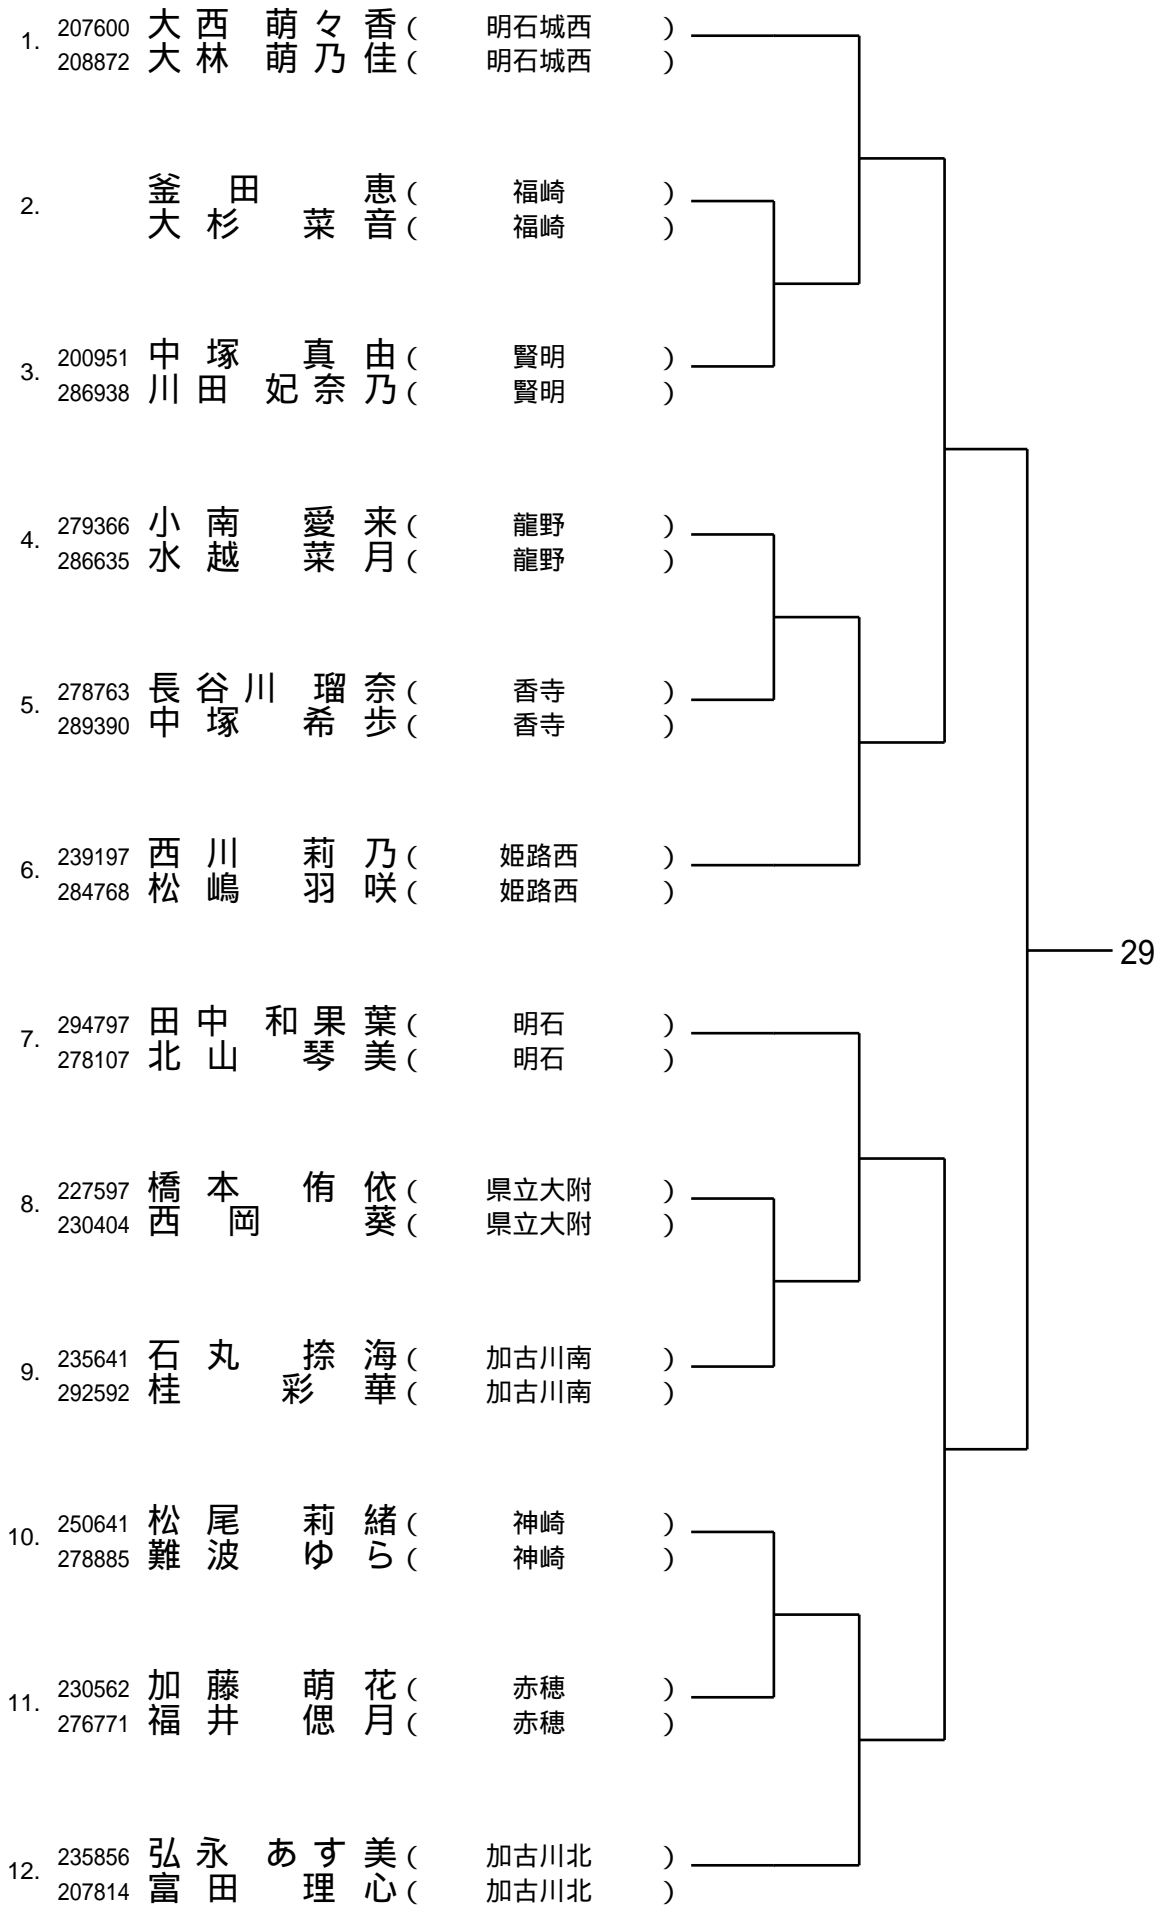 1. 207600 大西 萌々香 ( 明石城西 )
208872 大林 萌乃佳 ( 明石城西 )
2. 釜田 恵 ( 福崎 )
大杉 菜音 ( 福崎 )
3. 200951 中塚 真由 ( 賢明 )
286938 川田 妃奈乃 ( 賢明 )
4. 279366 小南 愛来 ( 龍野 )
286635 水越 菜月 ( 龍野 )
5. 278763 長谷川 瑠奈 ( 香寺 )
289390 中塚 希歩 ( 香寺 )
6. 239197 西川 莉乃 ( 姫路西 )
284768 松嶋 羽咲 ( 姫路西 )
29
7. 294797 田中 和果葉 ( 明石 )
278107 北山 琴美 ( 明石 )
8. 227597 橋本 侑依 ( 県立大附 )
230404 西岡 葵 ( 県立大附 )
9. 235641 石丸 捺海 ( 加古川南 )
292592 桂 彩華 ( 加古川南 )
10. 250641 松尾 莉緒 ( 神崎 )
278885 難波 ゆら ( 神崎 )
11. 230562 加藤 萌花 ( 赤穂 )
276771 福井 偲月 ( 赤穂 )
12. 235856 弘永 あす美 ( 加古川北 )
207814 富田 理心 ( 加古川北 )